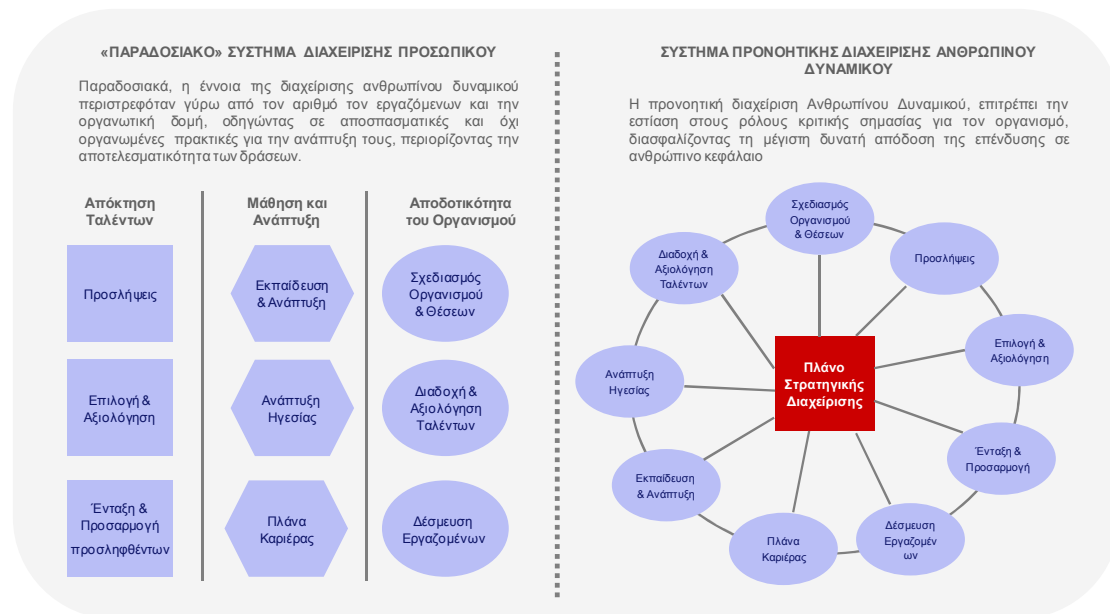 «ΠΑΡΑΔΟΣΙΑΚΟ» ΣΥΣΤΗΜΑ ΔΙΑΧΕΙΡΙΣΗΣ ΠΡΟΣΩΠΙΚΟΥ
Παραδοσιακά, η έννοια της διαχείρισης ανθρωπίνου δυναμικού
περιστρεφόταν γύρω από τον αριθμό τον εργαζόμενων και την
οργανωτική δομή, οδηγώντας σε αποσπασματικές και όχι
οργανωμένες πρακτικές για την ανάπτυξη τους, περιορίζοντας την
αποτελεσματικότητα των δράσεων.
Απόκτηση
Ταλέντων
Προσλήψεις
Επιλογή &
Αξιολόγηση
Ένταξη &
Προσαρμογή
προσληφθέντων
Μάθηση και
Ανάπτυξη
Εκπαίδευση
& Ανάπτυξη
Ανάπτυξη
Ηγεσίας
Πλάνα
Καριέρας
Αποδοτικότητα
του Οργανισμού
Σχεδιασμός
Οργανισμού
& Θέσεων
Διαδοχή &
Αξιολόγηση
Ταλέντων
Δέσμευση
Εργαζομένων
ΣΥΣΤΗΜΑ ΠΡΟΝΟΗΤΙΚΗΣ ΔΙΑΧΕΙΡΙΣΗΣ ΑΝΘΡΩΠΙΝΟΥ
ΔΥΝΑΜΙΚΟΥ
Η προνοητική διαχείριση Ανθρωπίνου Δυναμικού, επιτρέπει την
εστίαση στους ρόλους κριτικής σημασίας για τον οργανισμό,
διασφαλίζοντας τη μέγιστη δυνατή απόδοση της επένδυσης σε
ανθρώπινο κεφάλαιο
Σχεδιασμός
Οργανισμού
& Θέσεων
Προσλήψεις
Επιλογή &
Αξιολόγηση
Ένταξη &
Προσαρμογή
Δέσμευση
Εργαζομέν
ων
Πλάνα
Καριέρας
Εκπαίδευση
& Ανάπτυξη
Ανάπτυξη
Ηγεσίας
Διαδοχή &
Αξιολόγηση
Ταλέντων
Πλάνο
Στρατηγικής
Διαχείρισης